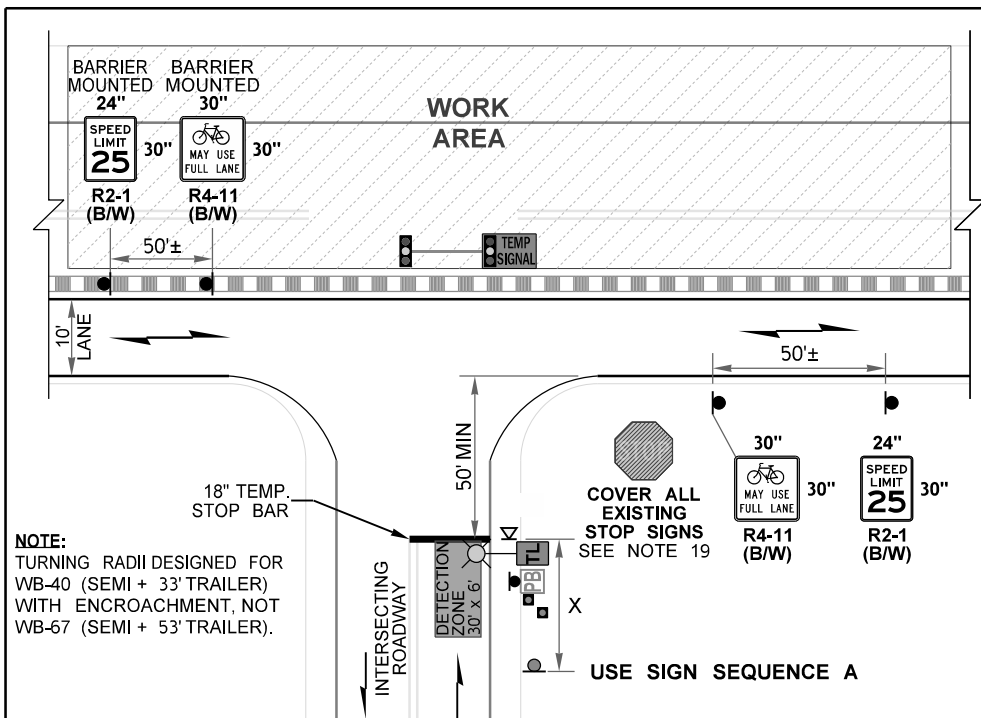 BARRIER
MOUNTED
24"
SPEED
LIMIT
25
30"
R2-1
(B/W)
BARRIER
MOUNTED
30"
MAY USE
FULL LANE
30"
R4-11
(B/W)
WORK
AREA
50'±
TEMP
SIGNAL
10'
LANE
50'±
50' MIN
STOP
COVER ALL
EXISTING
STOP SIGNS
SEE NOTE 19
30"
MAY USE
FULL LANE
30"
R4-11
(B/W)
24"
SPEED
LIMIT
25
30"
R2-1
(B/W)
18" TEMP.
STOP BAR
NOTE:
TURNING RADII DESIGNED FOR
WB-40 (SEMI + 33' TRAILER)
WITH ENCROACHMENT, NOT
WB-67 (SEMI + 53' TRAILER).
INTERSECTING
ROADWAY
DETECTION
ZONE
30' x 6'
TL
PB
X
USE SIGN SEQUENCE A